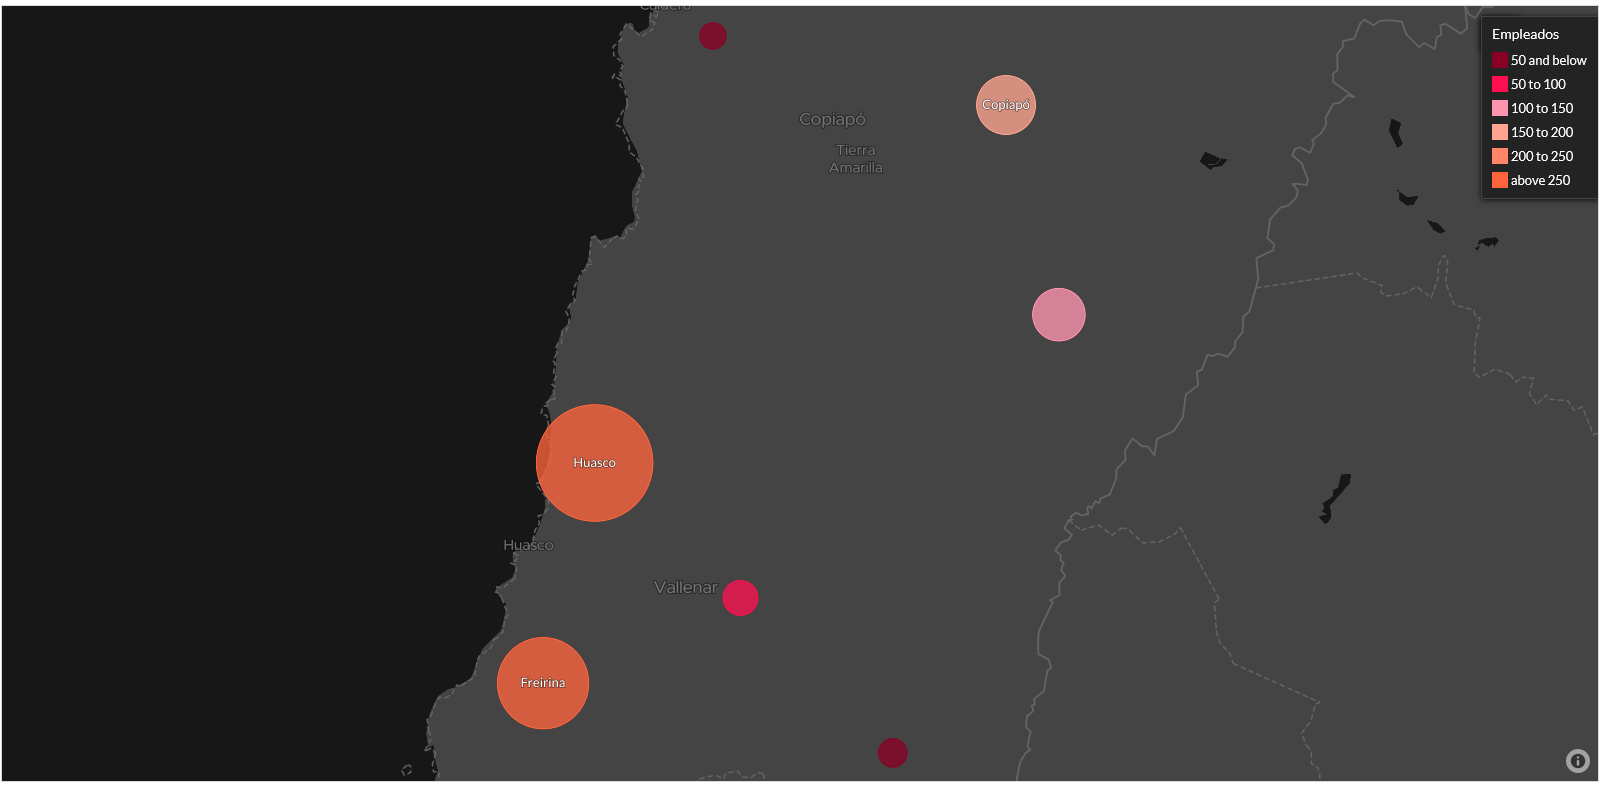 Caldera
Empleados
50 and below
50 to 100
100 to 150
150 to 200
200 to 250
above 250
Copiapó
Copiapó
Tierra
Amarilla
Huasco
Huasco
Vallenar
Freirina